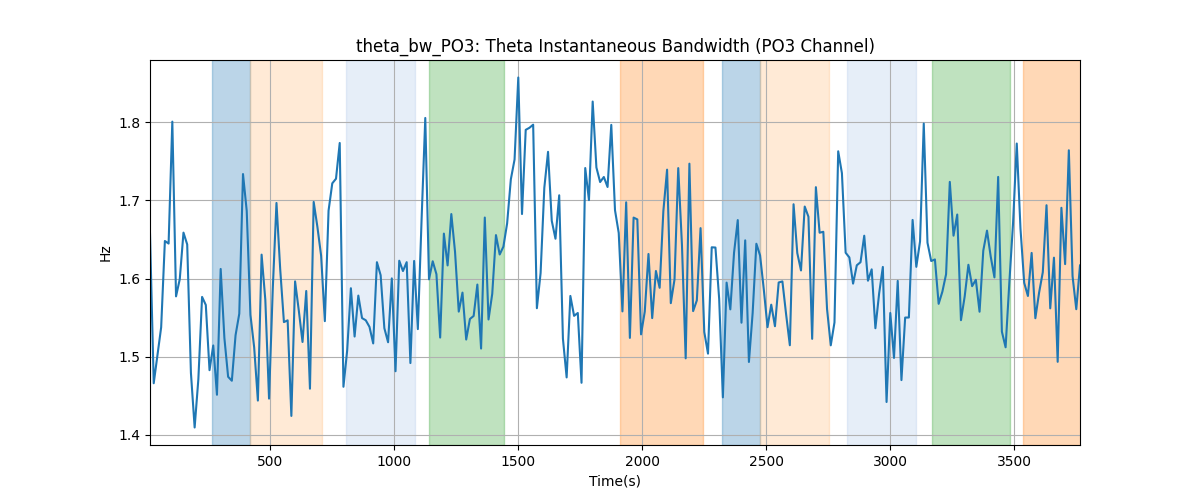 theta_bw_PO3: Theta Instantaneous Bandwidth (PO3 Channel)
Hz
1.8
1.7
1.6
1.5
1.4
500 1000 1500 2000 2500 3000 3500
Time(s)